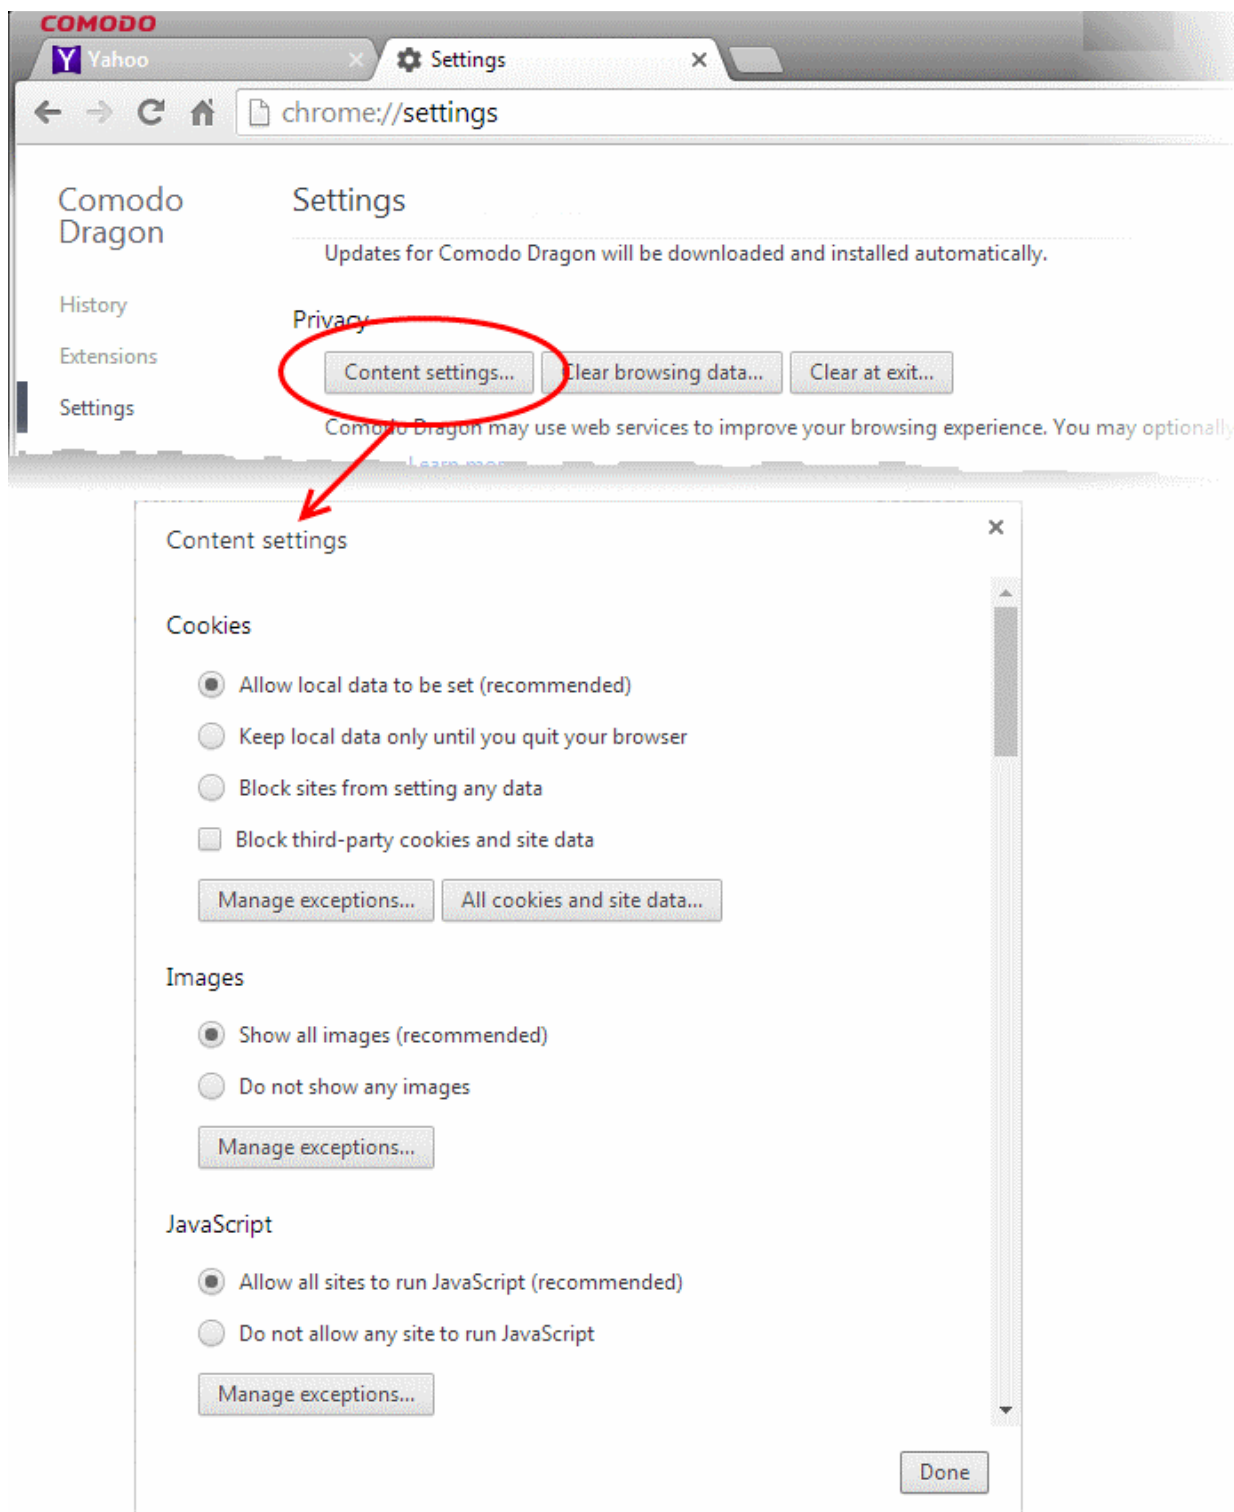 COMODO
Yahoo
Settings
chrome://settings
Comodo
Dragon
Settings
Updates for Comodo Dragon will be downloaded and installed automatically.
History
Privacy
Extensions
Content settings... Clear browsing data... Clear at exit...
Settings
Comodo Dragon may use web services to improve your browsing experience. You may optionally
Learn more
Content settings
Cookies
Allow local data to be set (recommended)
Keep local data only until you quit your browser
Block sites from setting any data
Block third-party cookies and site data
Manage exceptions... All cookies and site data...
Images
Show all images (recommended)
Do not show any images
Manage exceptions...
JavaScript
Allow all sites to run JavaScript (recommended)
Do not allow any site to run JavaScript
Manage exceptions...
Done